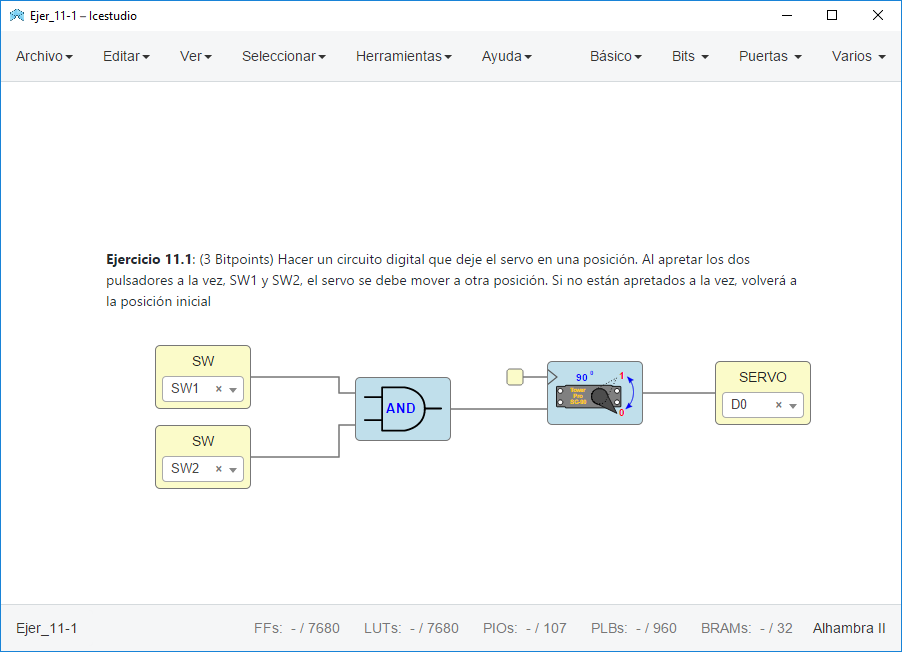 Ejer_11-1 – Icestudio
Archivo Editar Ver Seleccionar Herramientas Ayuda Básico Bits Puertas Varios
Ejercicio 11.1: (3 Bitpoints) Hacer un circuito digital que deje el servo en una posición. Al apretar los dos
pulsadores a la vez, SW1 y SW2, el servo se debe mover a otra posición. Si no están apretados a la vez, volverá a
la posición inicial
SW
SW1 ×
SW
SW2 ×
AND
90 º
1
Tower
Pro
SG-90
0
SERVO
D0 ×
Ejer_11-1 FFs: - / 7680 LUTs: - / 7680 PIOs: - / 107 PLBs: - / 960 BRAMs: - / 32 Alhambra II